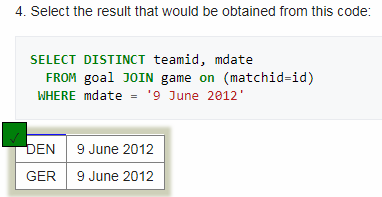 4. Select the result that would be obtained from this code:
SELECT DISTINCT teamid, mdate
FROM goal JOIN game on (matchid=id)
WHERE mdate = '9 June 2012'
DEN 9 June 2012
GER 9 June 2012